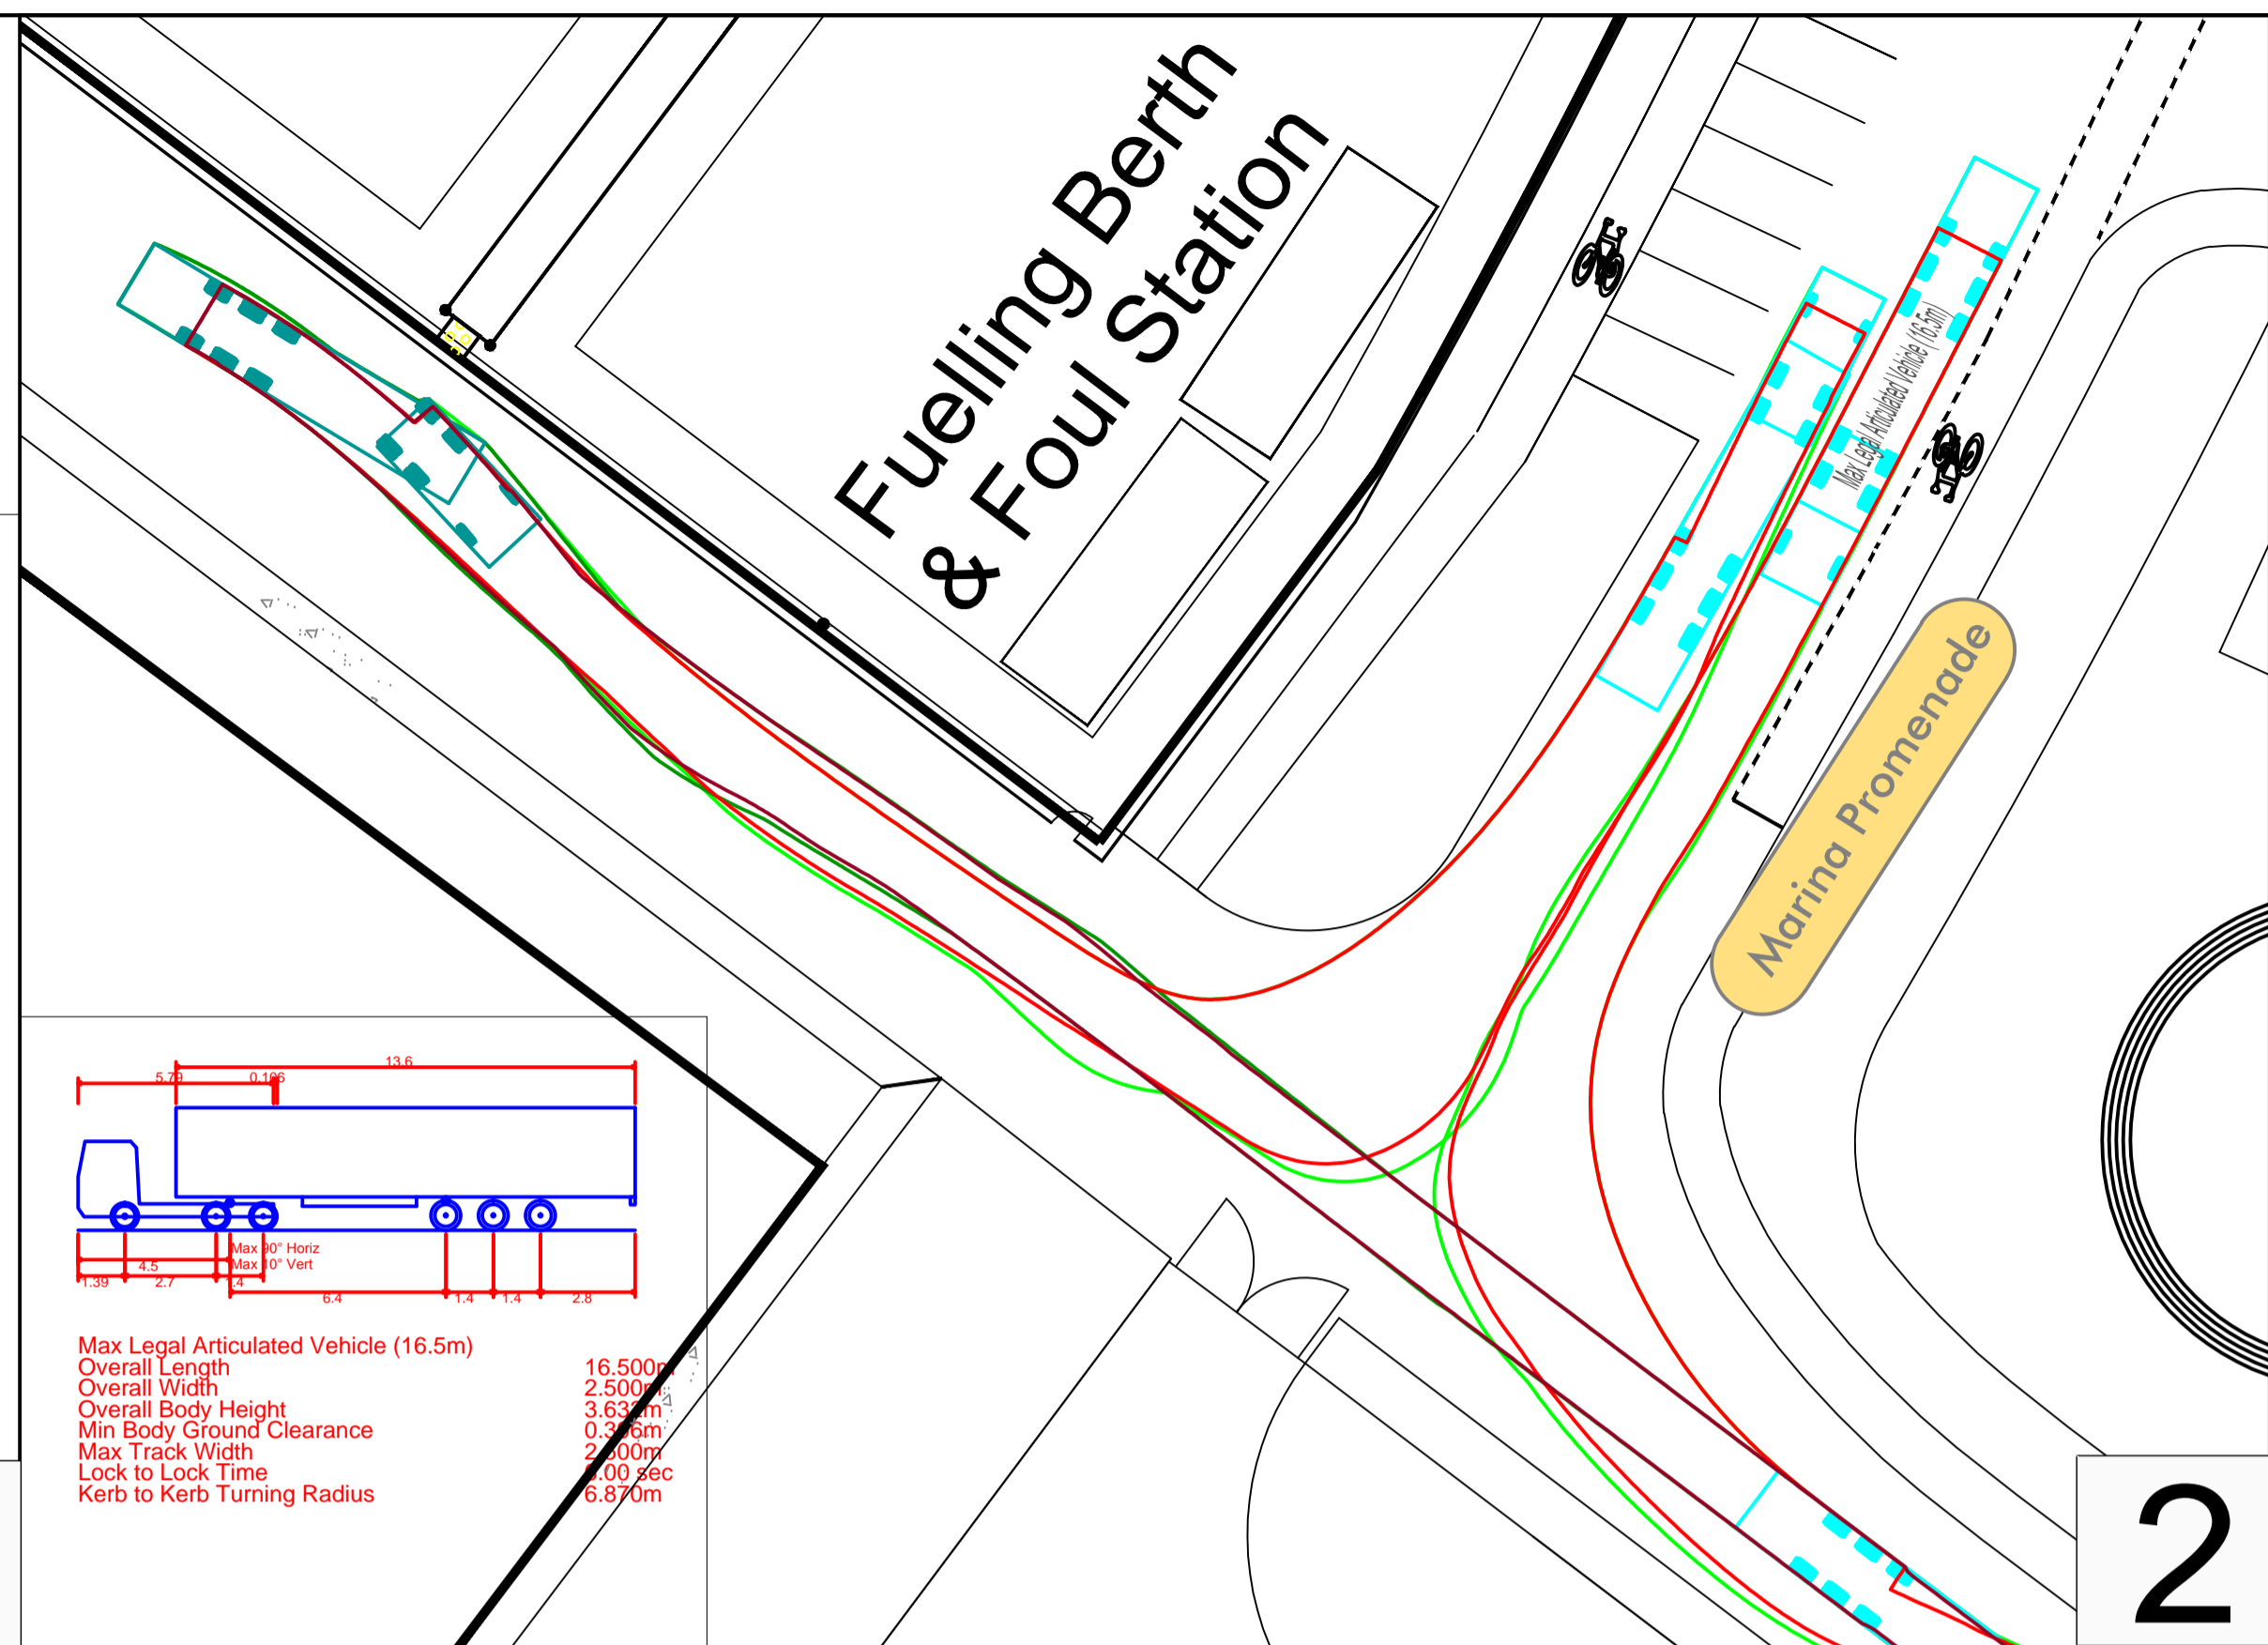 Fuelling Berth
& Foul Station
Max Legal Articulated Vehicle (16.5m)
Marina Promenade
13.6
5.79
0.106
Max 90° Horiz
Max 10° Vert
4.5
1.39
2.7
1.4
6.4
1.4
1.4
2.8
Max Legal Articulated Vehicle (16.5m)
Overall Length 16.500m
Overall Width 2.500m
Overall Body Height
Min Body Ground Clearance
Max Track Width
Lock to Lock Time
Kerb to Kerb Turning Radius 6.870m
2